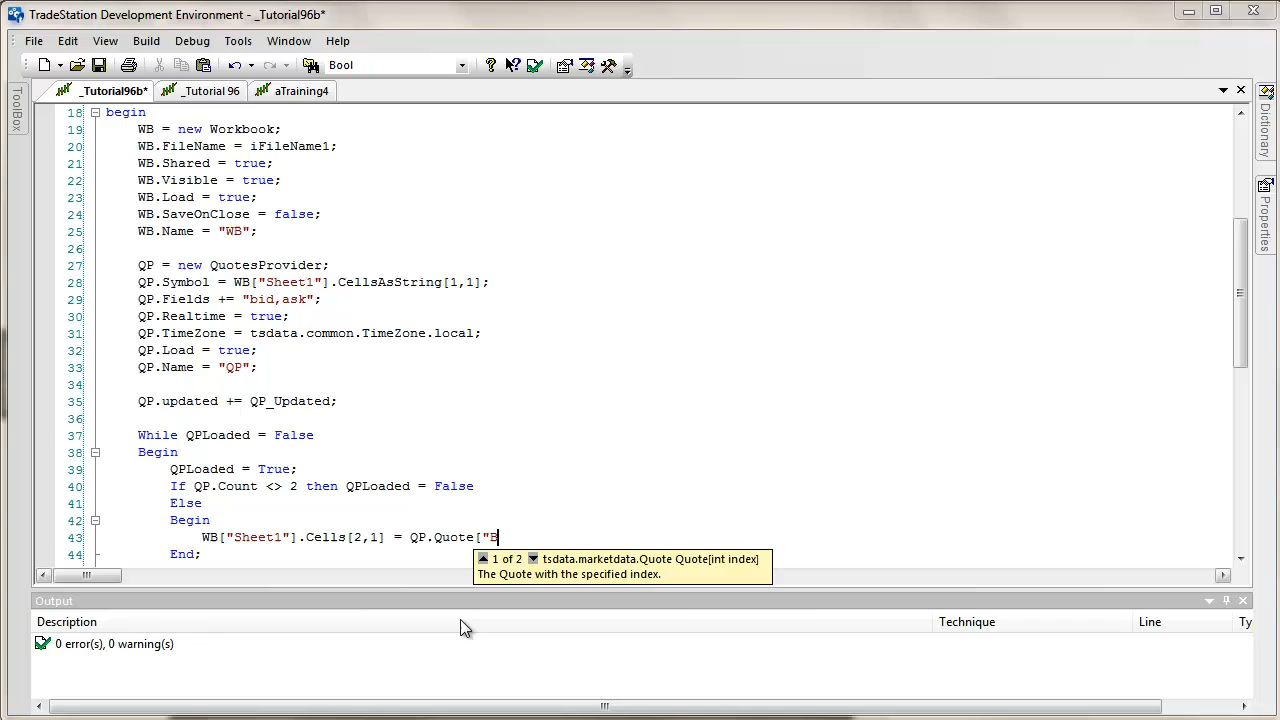 TradeStation Development Environment - _Tutorial96b*
File Edit View Build Debug Tools Window Help
Bool
_Tutorial96b* _Tutorial 96 aTraining4
ToolBox
Dictionary
Properties
18 begin
19 WB = new Workbook;
20 WB.FileName = iFileName1;
21 WB.Shared = true;
22 WB.Visible = true;
23 WB.Load = true;
24 WB.SaveOnClose = false;
25 WB.Name = "WB";
26
27 QP = new QuotesProvider;
28 QP.Symbol = WB["Sheet1"].CellsAsString[1,1];
29 QP.Fields += "bid,ask";
30 QP.Realtime = true;
31 QP.TimeZone = tsdata.common.TimeZone.local;
32 QP.Load = true;
33 QP.Name = "QP";
34
35 QP.updated += QP_Updated;
36
37 While QPLoaded = False
38 Begin
39 QPLoaded = True;
40 If QP.Count <> 2 then QPLoaded = False
41 Else
42 Begin
43 WB["Sheet1"].Cells[2,1] = QP.Quote["B
44 End;
1 of 2 tsdata.marketdata.Quote Quote[int index]
The Quote with the specified index.
Output
Description Technique Line Ty
0 error(s), 0 warning(s)